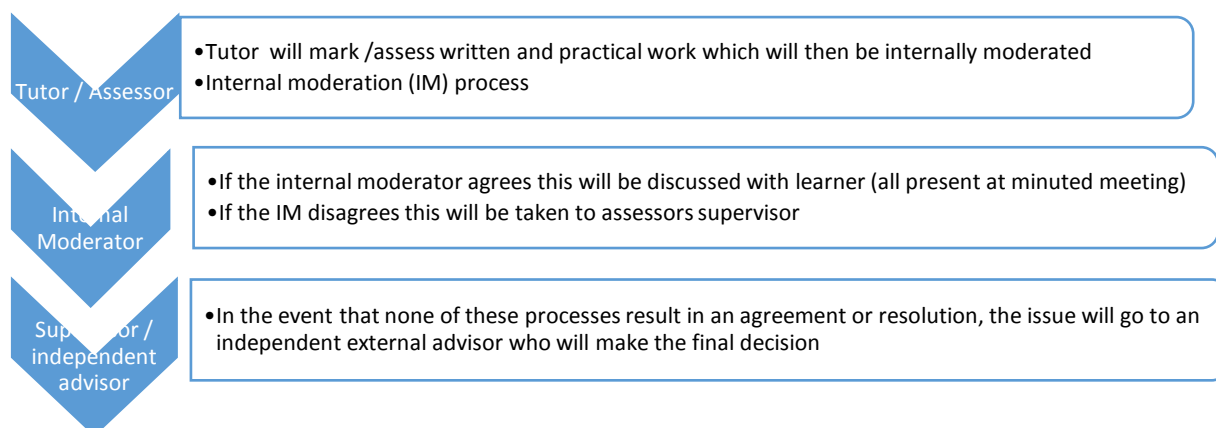 Tutor / Assessor
•Tutor will mark /assess written and practical work which will then be internally moderated
•Internal moderation (IM) process
Internal
Moderator
•If the internal moderator agrees this will be discussed with learner (all present at minuted meeting)
•If the IM disagrees this will be taken to assessors supervisor
Supervisor /
independent
advisor
•In the event that none of these processes result in an agreement or resolution, the issue will go to an
independent external advisor who will make the final decision